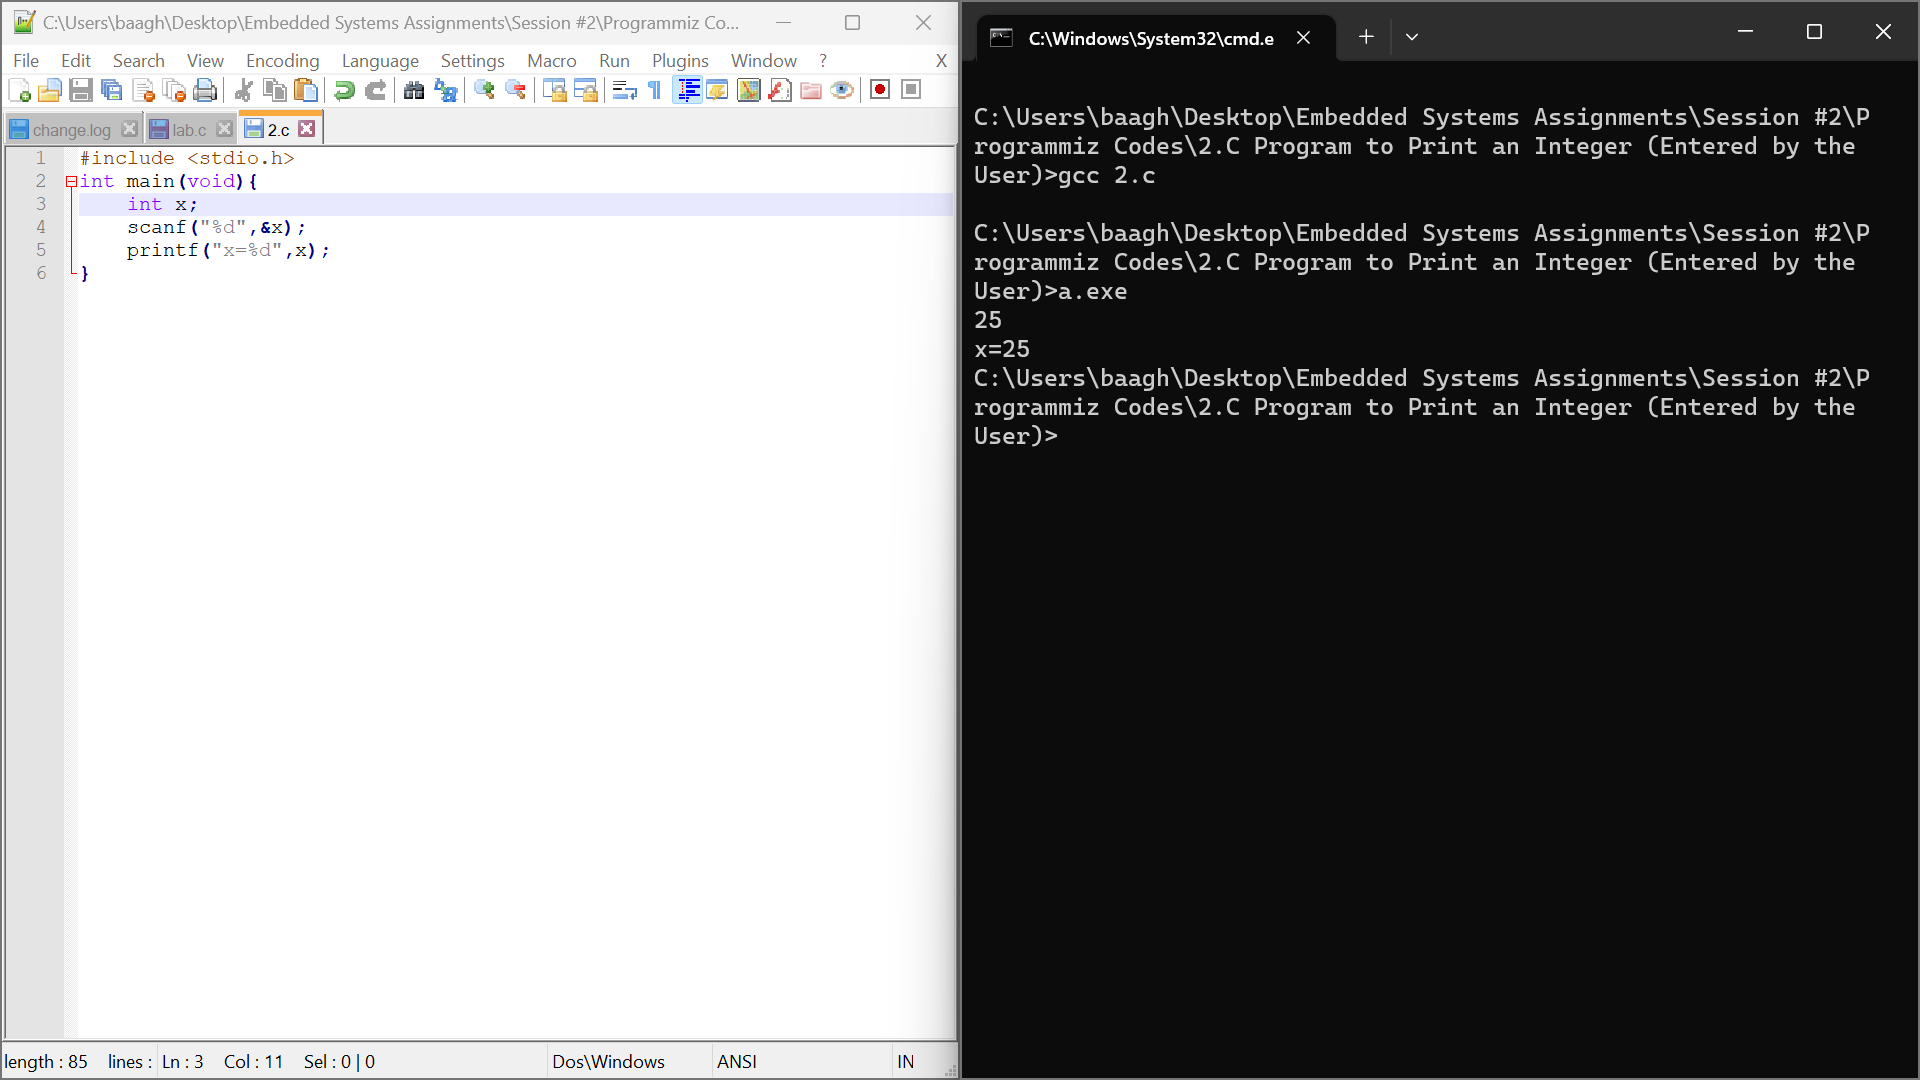 C:\Users\baagh\Desktop\Embedded Systems Assignments\Session #2\Programmiz Co...
File Edit Search View Encoding Language Settings Macro Run Plugins Window ? X
change.log lab.c 2.c
1 #include <stdio.h>
2 int main(void){
3 int x;
4 scanf("%d",&x);
5 printf("x=%d",x);
6 }
length : 85 lines : Ln : 3 Col : 11 Sel : 0 | 0 Dos\Windows ANSI IN
C:\Windows\System32\cmd.e
C:\Users\baagh\Desktop\Embedded Systems Assignments\Session #2\P
rogrammiz Codes\2.C Program to Print an Integer (Entered by the
User)>gcc 2.c
C:\Users\baagh\Desktop\Embedded Systems Assignments\Session #2\P
rogrammiz Codes\2.C Program to Print an Integer (Entered by the
User)>a.exe
25
x=25
C:\Users\baagh\Desktop\Embedded Systems Assignments\Session #2\P
rogrammiz Codes\2.C Program to Print an Integer (Entered by the
User)>